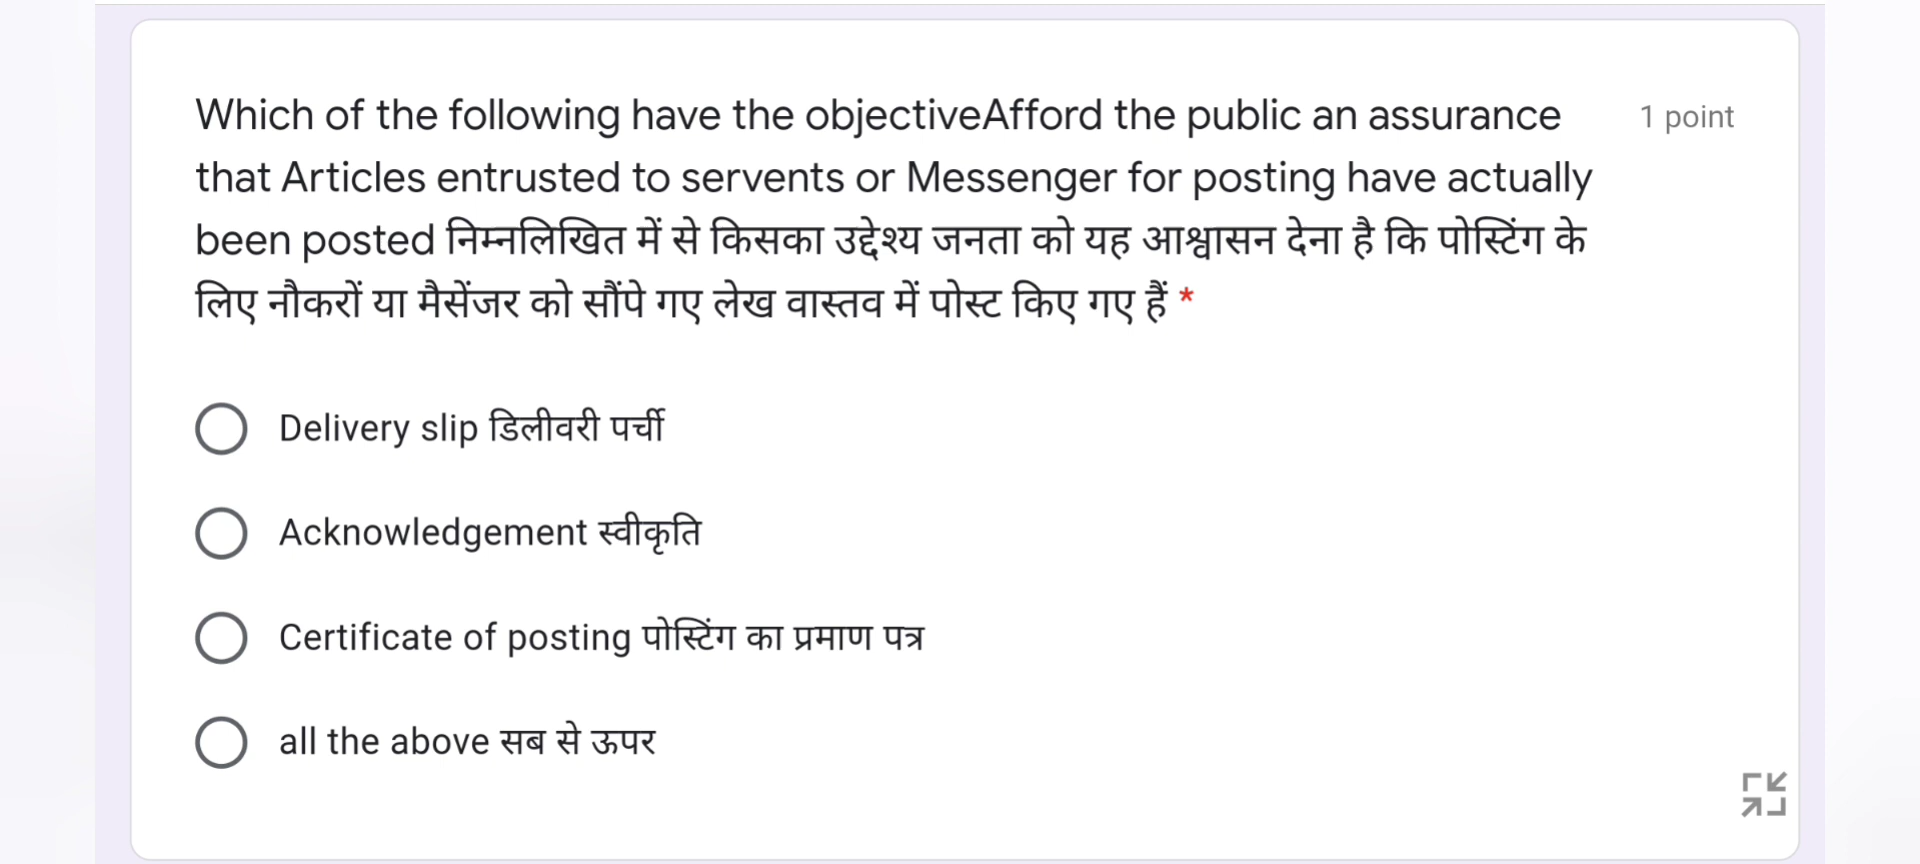 Which of the following have the objectiveAfford the public an assurance
1 point
that Articles entrusted to servents or Messenger for posting have actually
been posted निम्नलिखित में से किसका उद्देश्य जनता को यह आश्वासन देना है कि पोस्टिंग के
लिए नौकरों या मैसेंजर को सौंपे गए लेख वास्तव में पोस्ट किए गए हैं *
Delivery slip डिलीवरी पर्ची
Acknowledgement स्वीकृति
Certificate of posting पोस्टिंग का प्रमाण पत्र
all the above सब से ऊपर